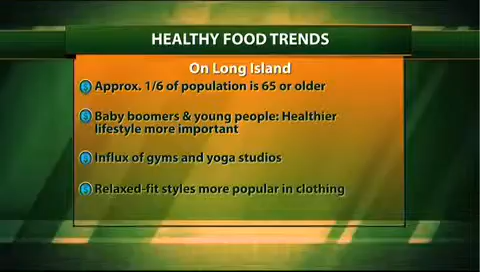 HEALTHY FOOD TRENDS
On Long Island
Approx. 1/6 of population is 65 or older
Baby boomers & young people: Healthier
lifestyle more important
Influx of gyms and yoga studios
Relaxed-fit styles more popular in clothing